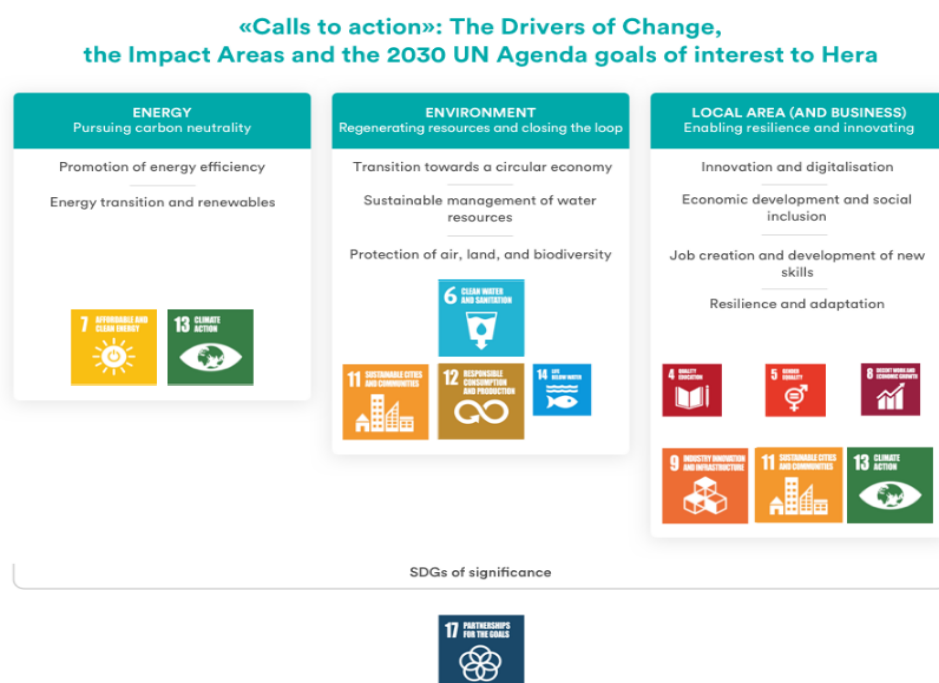 «Calls to action»: The Drivers of Change,
the Impact Areas and the 2030 UN Agenda goals of interest to Hera
ENERGY
Pursuing carbon neutrality
Promotion of energy efficiency
Energy transition and renewables
7 AFFORDABLE AND
CLEAN ENERGY
13 CLIMATE
ACTION
ENVIRONMENT
Regenerating resources and closing the loop
Transition towards a circular economy
Sustainable management of water
resources
Protection of air, land, and biodiversity
6 CLEAN WATER
AND SANITATION
11 SUSTAINABLE CITIES
AND COMMUNITIES
12 RESPONSIBLE
CONSUMPTION
AND PRODUCTION
14 LIFE
BELOW WATER
LOCAL AREA (AND BUSINESS)
Enabling resilience and innovating
Innovation and digitalisation
Economic development and social
inclusion
Job creation and development of new
skills
Resilience and adaptation
4 QUALITY
EDUCATION
5 GENDER
EQUALITY
8 DECENT WORK AND
ECONOMIC GROWTH
9 INDUSTRY INNOVATION
AND INFRASTRUCTURE
11 SUSTAINABLE CITIES
AND COMMUNITIES
13 CLIMATE
ACTION
SDGs of significance
17 PARTNERSHIPS
FOR THE GOALS